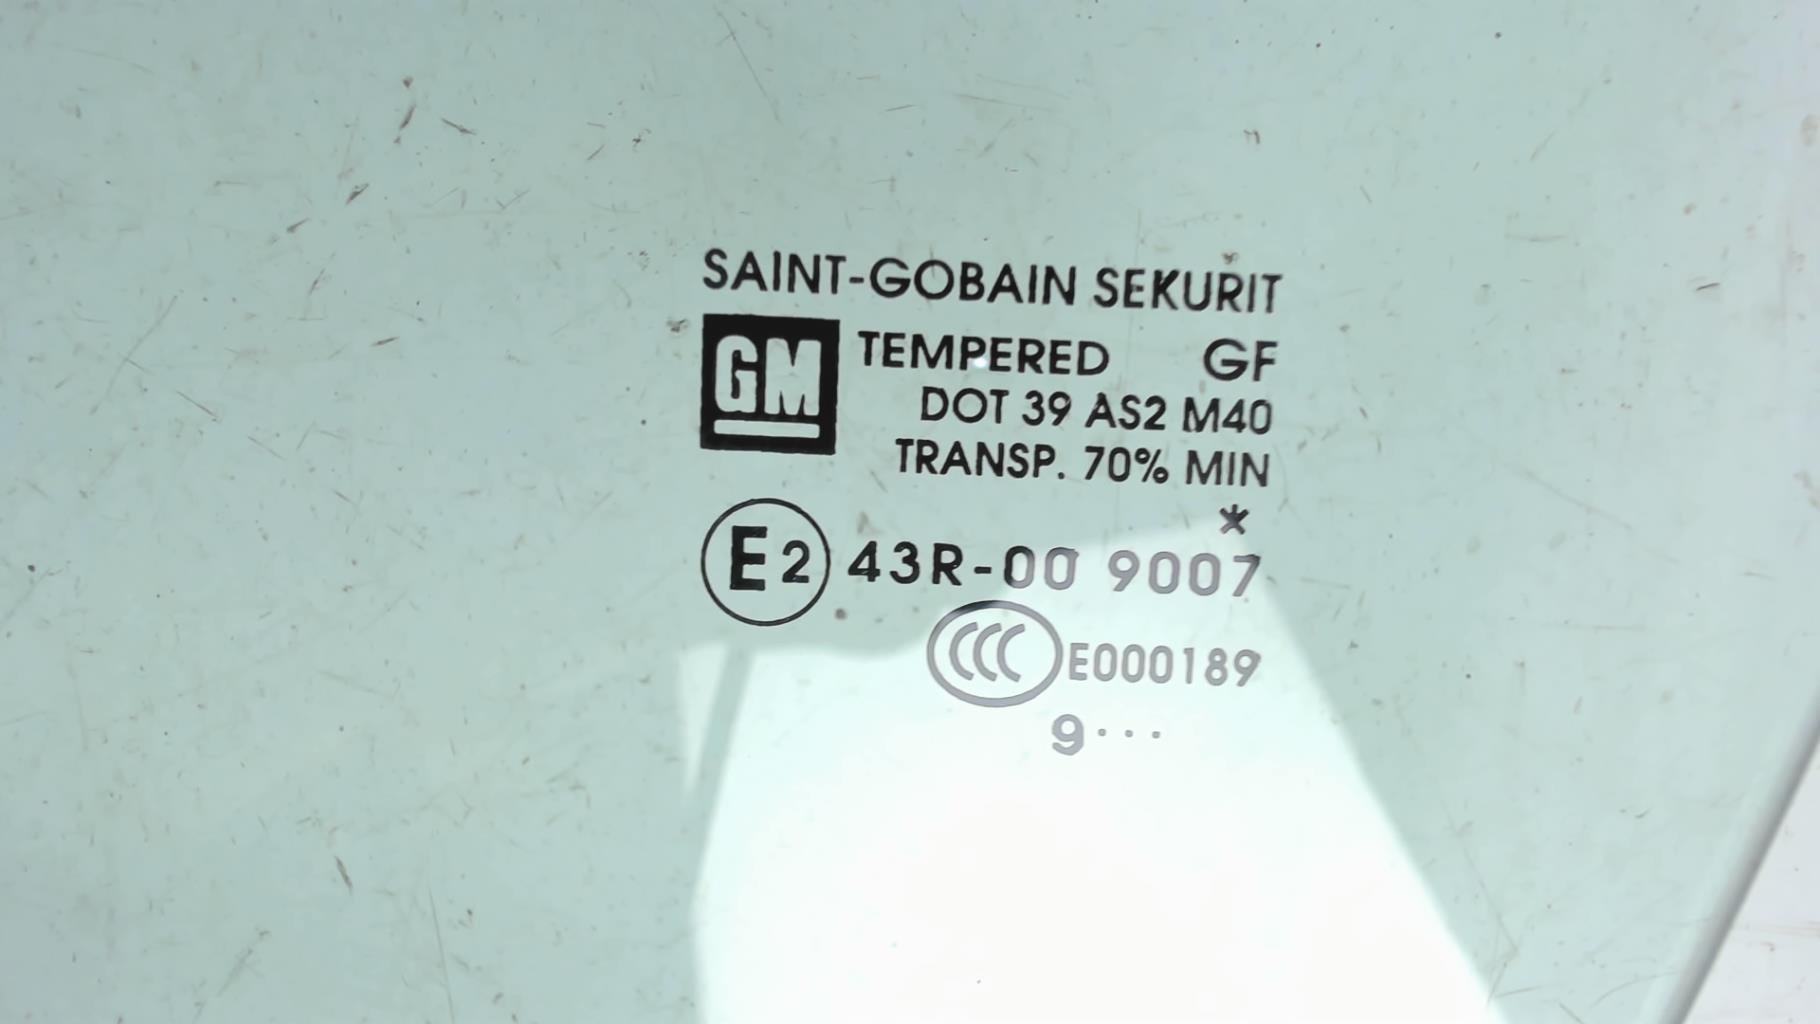 SAINT-GOBAIN SEKURIT
GM TEMPERED GF
DOT 39 AS2 M40
TRANSP. 70% MIN
*
E2 43R-00 9007
CCC E000189
9···